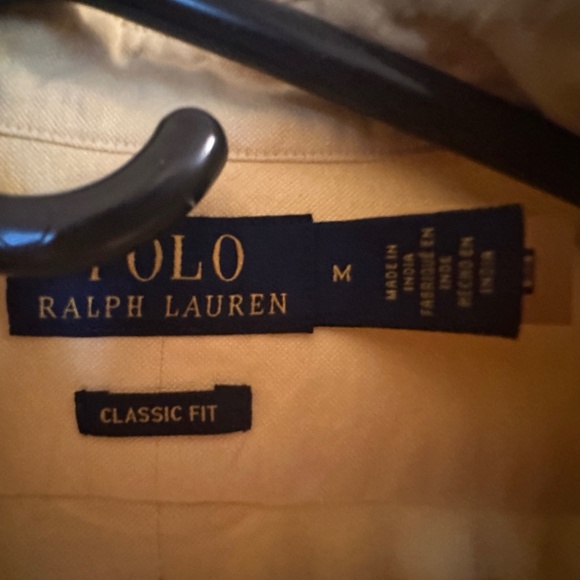 POLO
RALPH LAUREN
M
MADE IN
INDIA
FABRIQUÉ EN
INDE
HECHO EN
INDIA
CLASSIC FIT